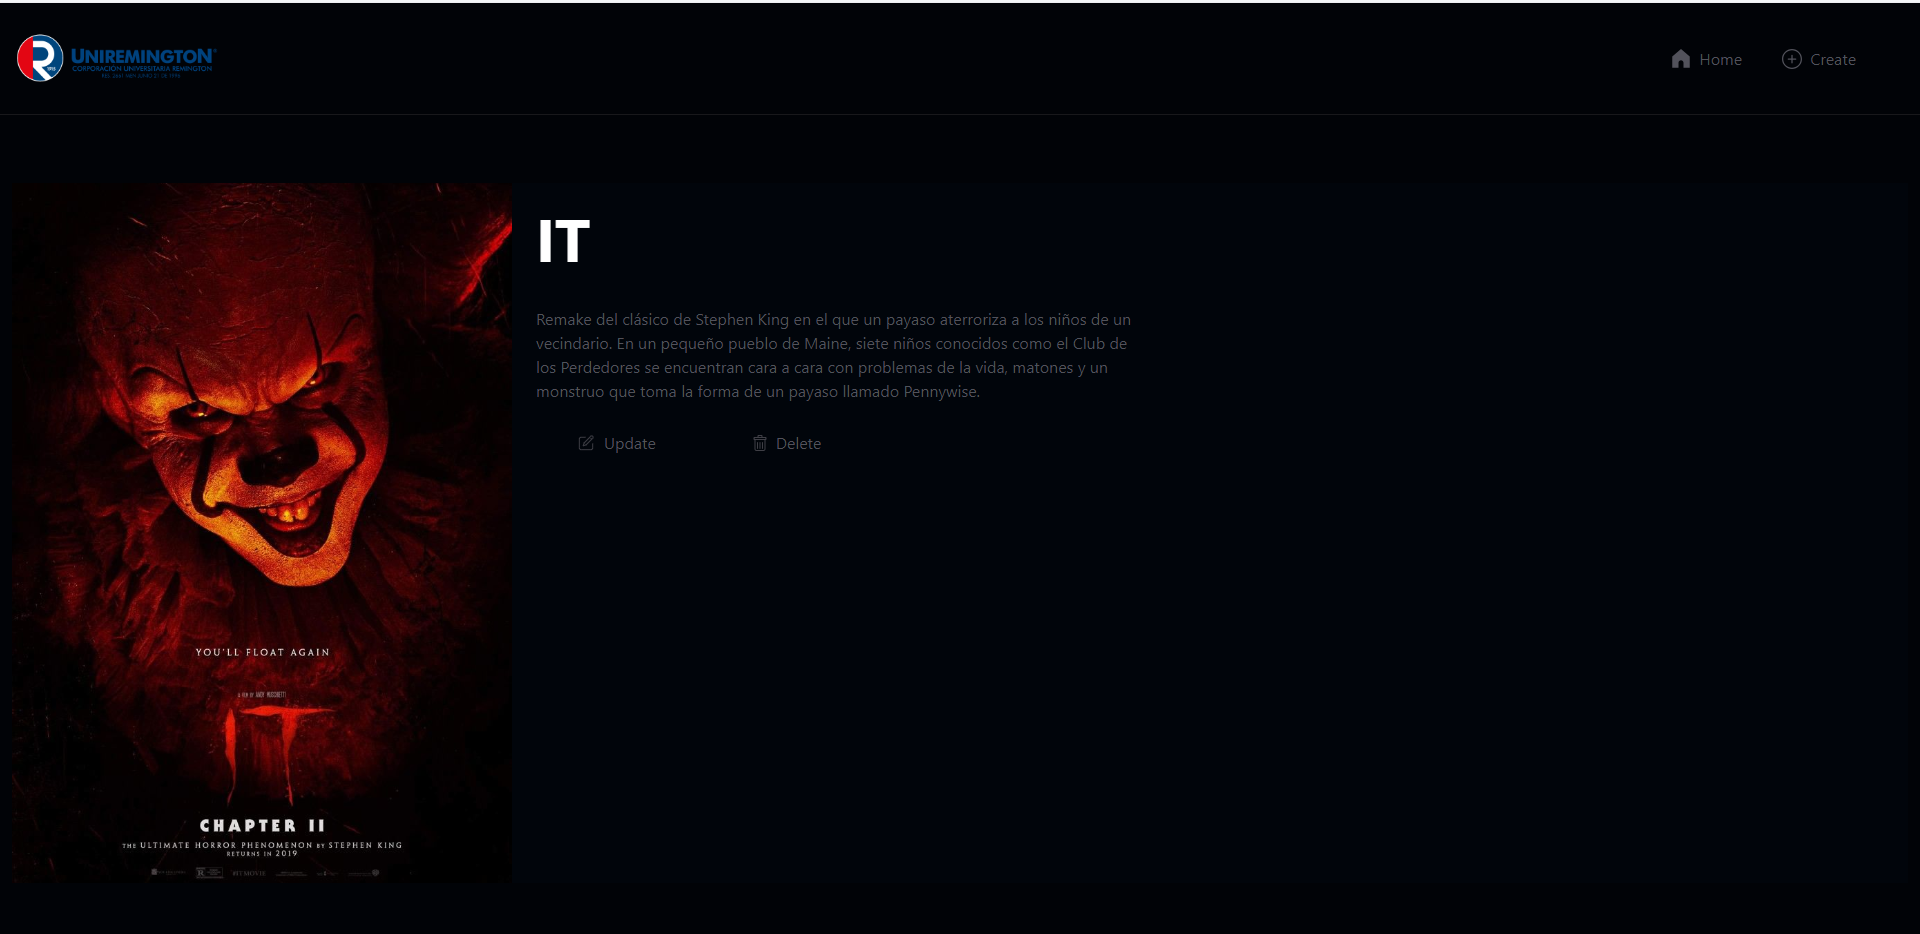 UNIREMINGTON
CORPORACIÓN UNIVERSITARIA REMINGTON
Home
Create
IT
Remake del clásico de Stephen King en el que un payaso aterroriza a los niños de un
vecindario. En un pequeño pueblo de Maine, siete niños conocidos como el Club de
los Perdedores se encuentran cara a cara con problemas de la vida, matones y un
monstruo que toma la forma de un payaso llamado Pennywise.
Update
Delete
YOU'LL FLOAT AGAIN
A FILM BY ANDY MUSCHIETTI
IT
CHAPTER II
THE ULTIMATE HORROR PHENOMENON BY STEPHEN KING
RETURNS IN 2019